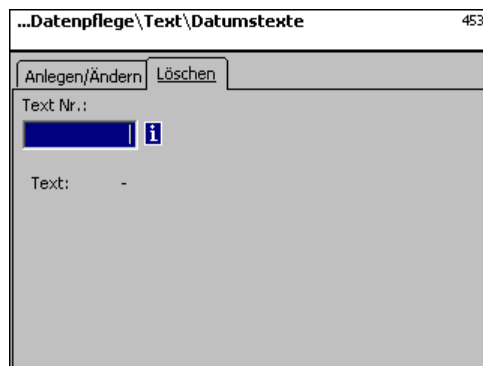 ...Datenpflege\Text\Datumstexte 453
Anlegen/Ändern Löschen
Text Nr.:
i
Text: -